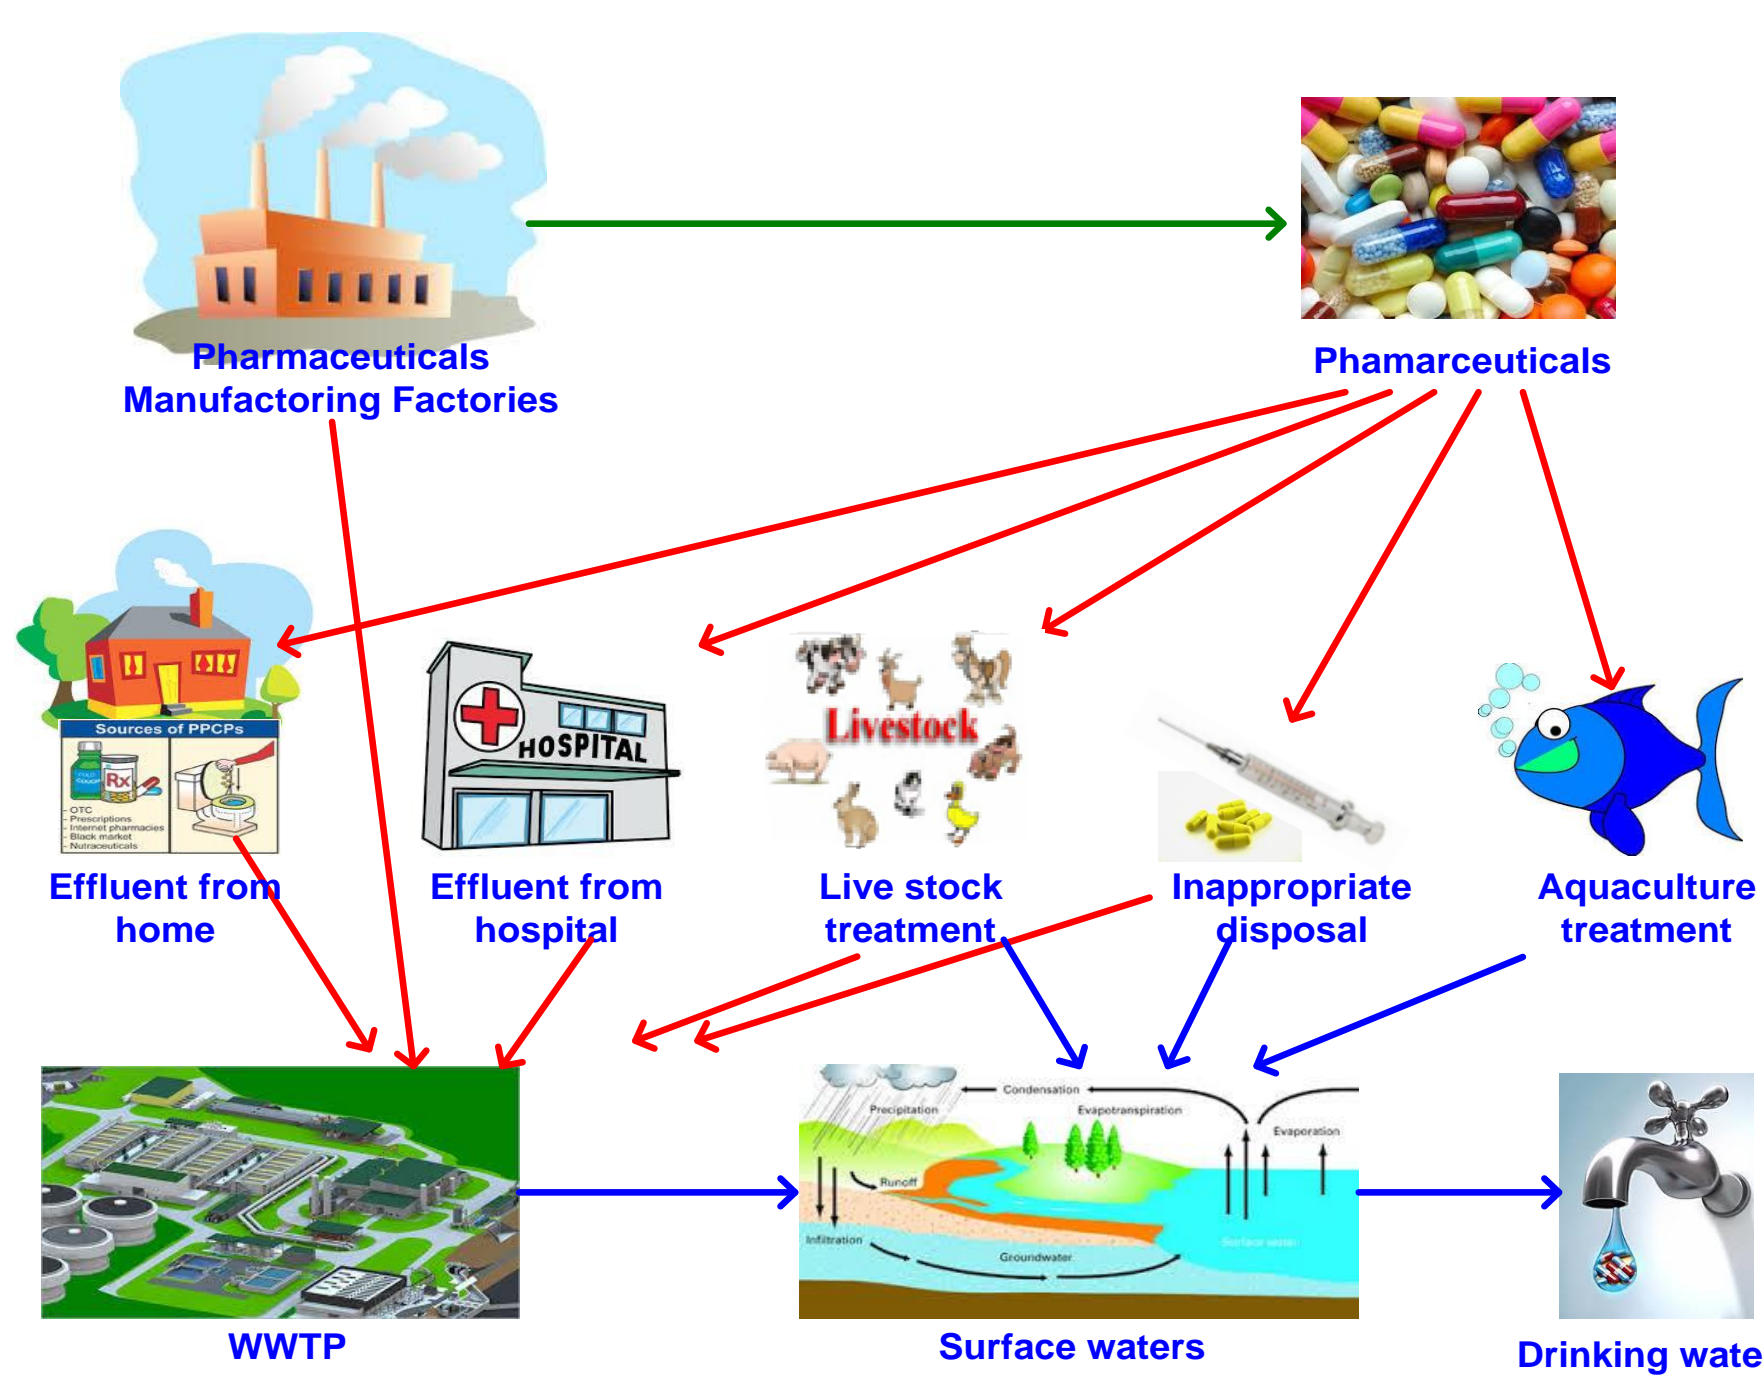 Pharmaceuticals
Manufactoring Factories
Phamarceuticals
Sources of PPCPs
Rx
- OTC
- Prescriptions
- Internet pharmacies
- Black market
- Nutraceuticals
HOSPITAL
Livestock
Effluent from
home
Effluent from
hospital
Live stock
treatment
Inappropriate
disposal
Aquaculture
treatment
Condensation
Precipitation
Evapotranspiration
Evaporation
Runoff
Infiltration
Surface water
Groundwater
WWTP
Surface waters
Drinking wate